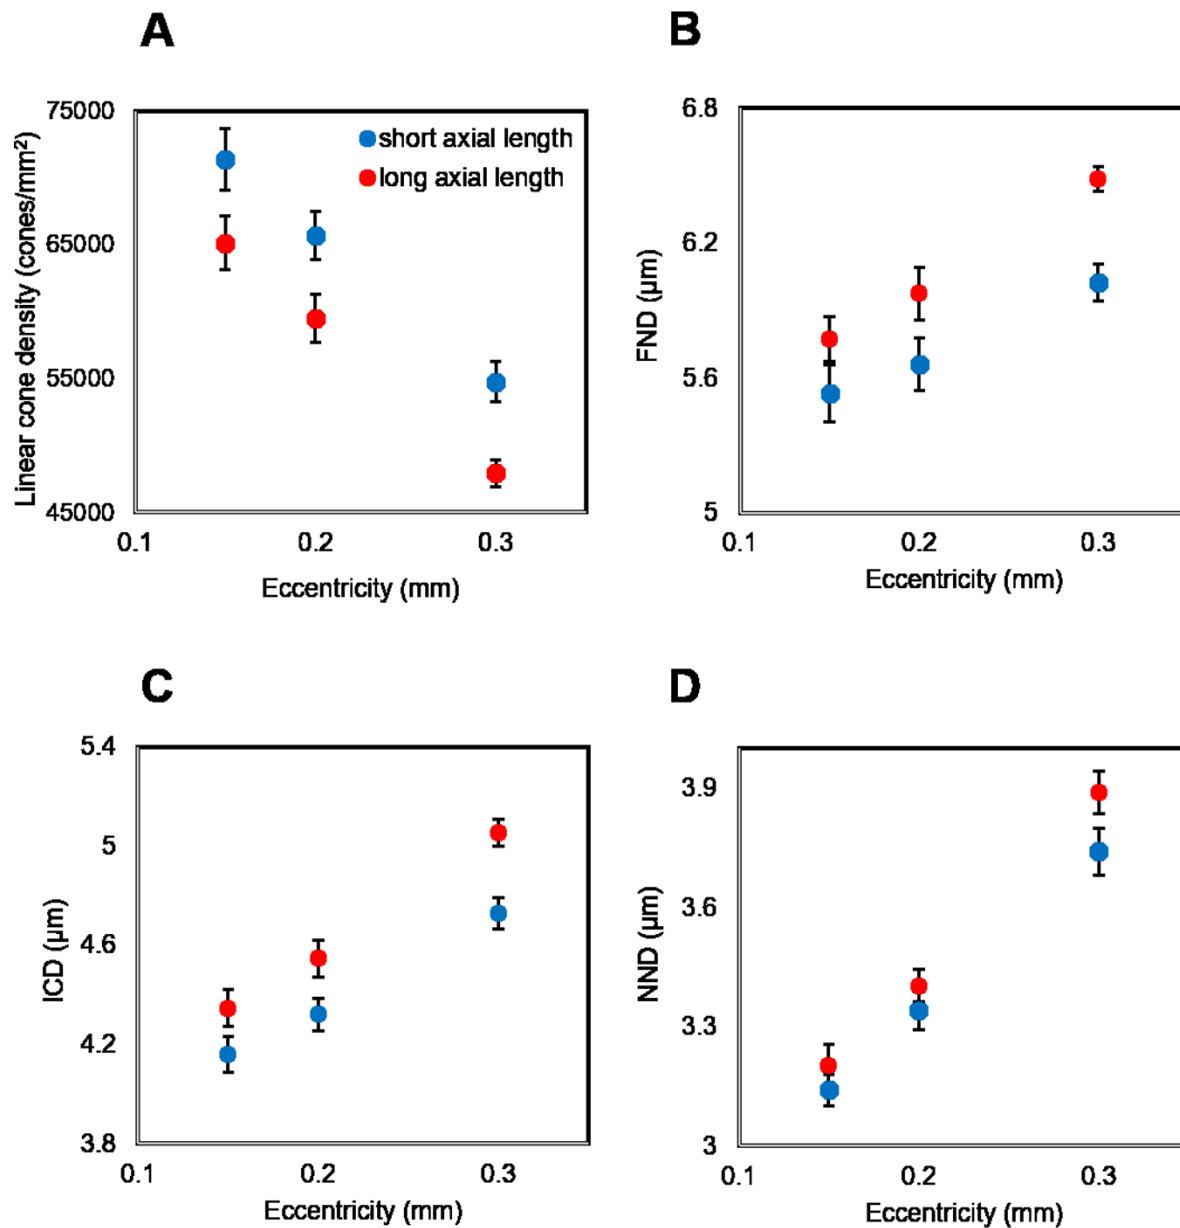 A
75000
65000
55000
45000
Linear cone density (cones/mm²)
short axial length
long axial length
0.1
0.2
0.3
Eccentricity (mm)
B
6.8
6.2
5.6
5
FND (µm)
0.1
0.2
0.3
Eccentricity (mm)
C
5.4
5
4.6
4.2
3.8
ICD (µm)
0.1
0.2
0.3
Eccentricity (mm)
D
3.9
3.6
3.3
3
NND (µm)
0.1
0.2
0.3
Eccentricity (mm)